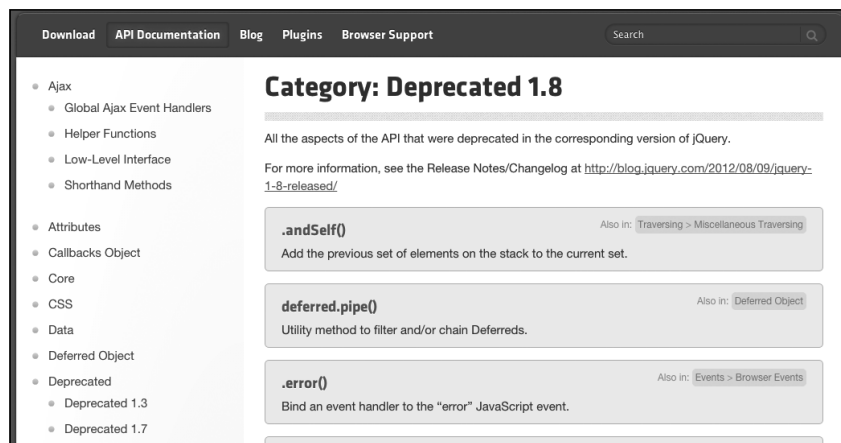 Download API Documentation Blog Plugins Browser Support Search
Ajax
Global Ajax Event Handlers
Helper Functions
Low-Level Interface
Shorthand Methods
Attributes
Callbacks Object
Core
CSS
Data
Deferred Object
Deprecated
Deprecated 1.3
Deprecated 1.7
Category: Deprecated 1.8
All the aspects of the API that were deprecated in the corresponding version of jQuery.
For more information, see the Release Notes/Changelog at http://blog.jquery.com/2012/08/09/jquery-
1-8-released/
.andSelf() Also in: Traversing > Miscellaneous Traversing
Add the previous set of elements on the stack to the current set.
deferred.pipe() Also in: Deferred Object
Utility method to filter and/or chain Deferreds.
.error() Also in: Events > Browser Events
Bind an event handler to the “error” JavaScript event.